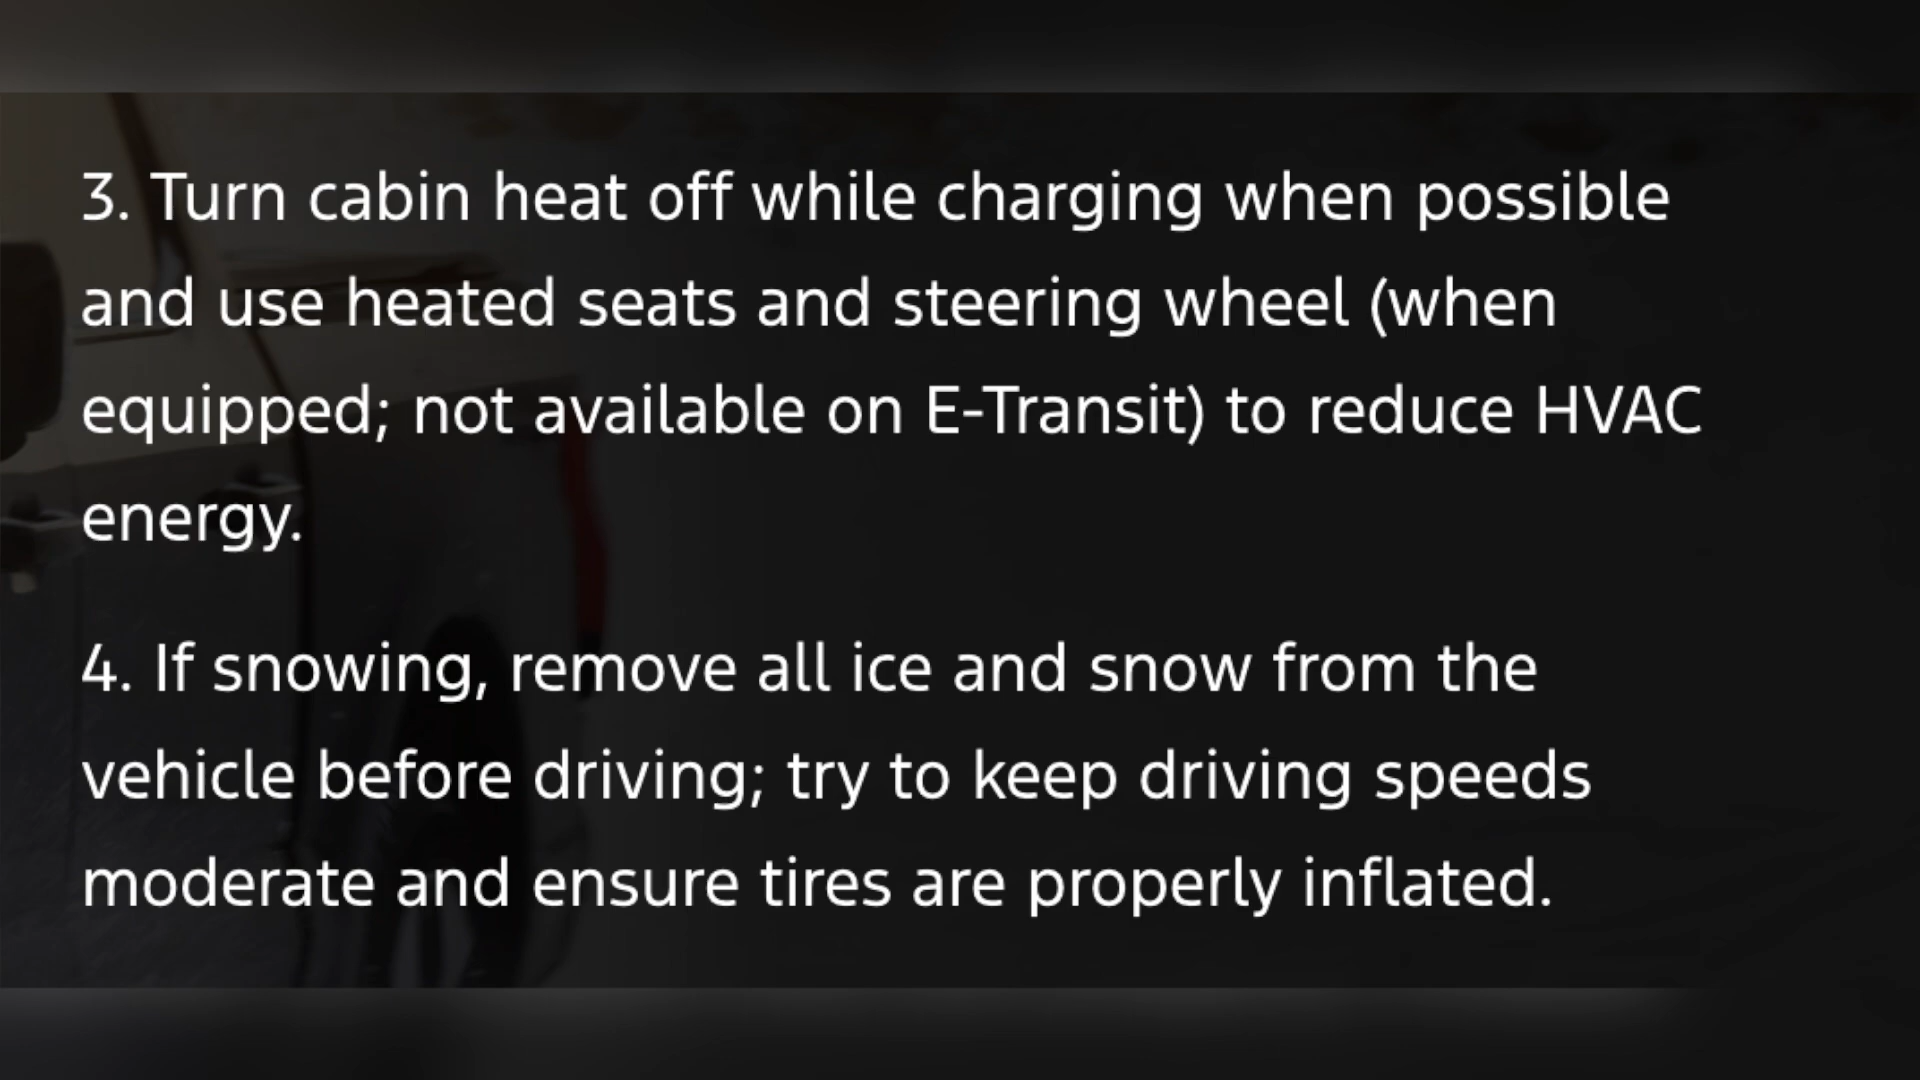 3. Turn cabin heat off while charging when possible
and use heated seats and steering wheel (when
equipped; not available on E-Transit) to reduce HVAC
energy.
4. If snowing, remove all ice and snow from the
vehicle before driving; try to keep driving speeds
moderate and ensure tires are properly inflated.